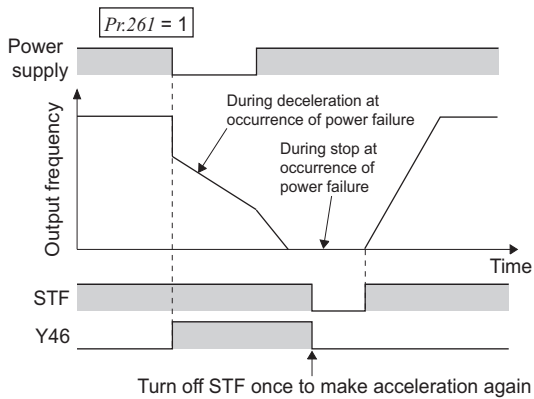 Pr.261 = 1
Power
supply
Output frequency
During deceleration at
occurrence of power failure
During stop at
occurrence of
power failure
Time
STF
Y46
Turn off STF once to make acceleration again